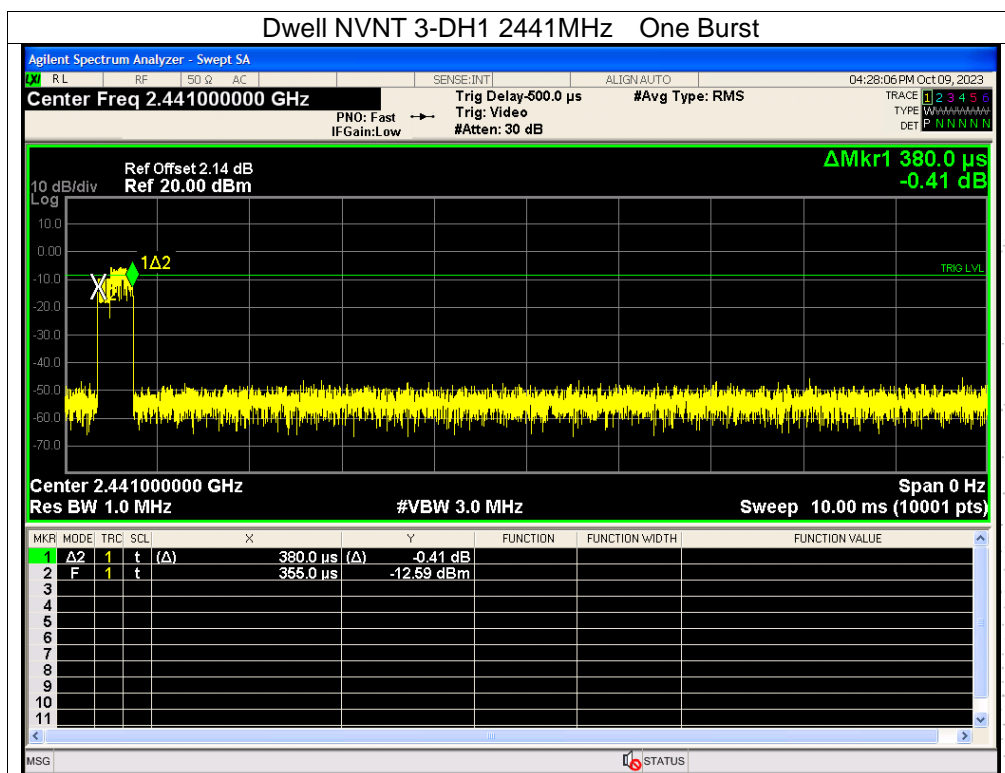 Dwell NVNT 3-DH1 2441MHz One Burst
Agilent Spectrum Analyzer - Swept SA
LXI RL RF 50 Ω AC SENSE:INT ALIGN AUTO 04:28:06 PM Oct 09, 2023
Center Freq 2.441000000 GHz Trig Delay-500.0 µs #Avg Type: RMS TRACE 1 2 3 4 5 6
PNO: Fast Trig: Video TYPE WWWWWW
IFGain:Low #Atten: 30 dB DET P N N N N N
ΔMkr1 380.0 µs
-0.41 dB
Ref Offset 2.14 dB
10 dB/div Ref 20.00 dBm
Log
10.0
0.00
1Δ2
TRIG LVL
-10.0
-20.0
-30.0
-40.0
-50.0
-60.0
-70.0
Center 2.441000000 GHz Span 0 Hz
Res BW 1.0 MHz #VBW 3.0 MHz Sweep 10.00 ms (10001 pts)
MKR MODE TRC SCL X Y FUNCTION FUNCTION WIDTH FUNCTION VALUE
1 Δ2 1 t (Δ) 380.0 µs (Δ) -0.41 dB
2 F 1 t 355.0 µs -12.59 dBm
3
4
5
6
7
8
9
10
11
MSG STATUS